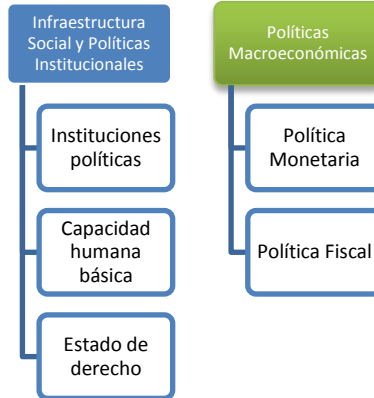 Infraestructura
Social y Políticas
Institucionales
Instituciones
políticas
Capacidad
humana
básica
Estado de
derecho
Políticas
Macroeconómicas
Política
Monetaria
Política Fiscal